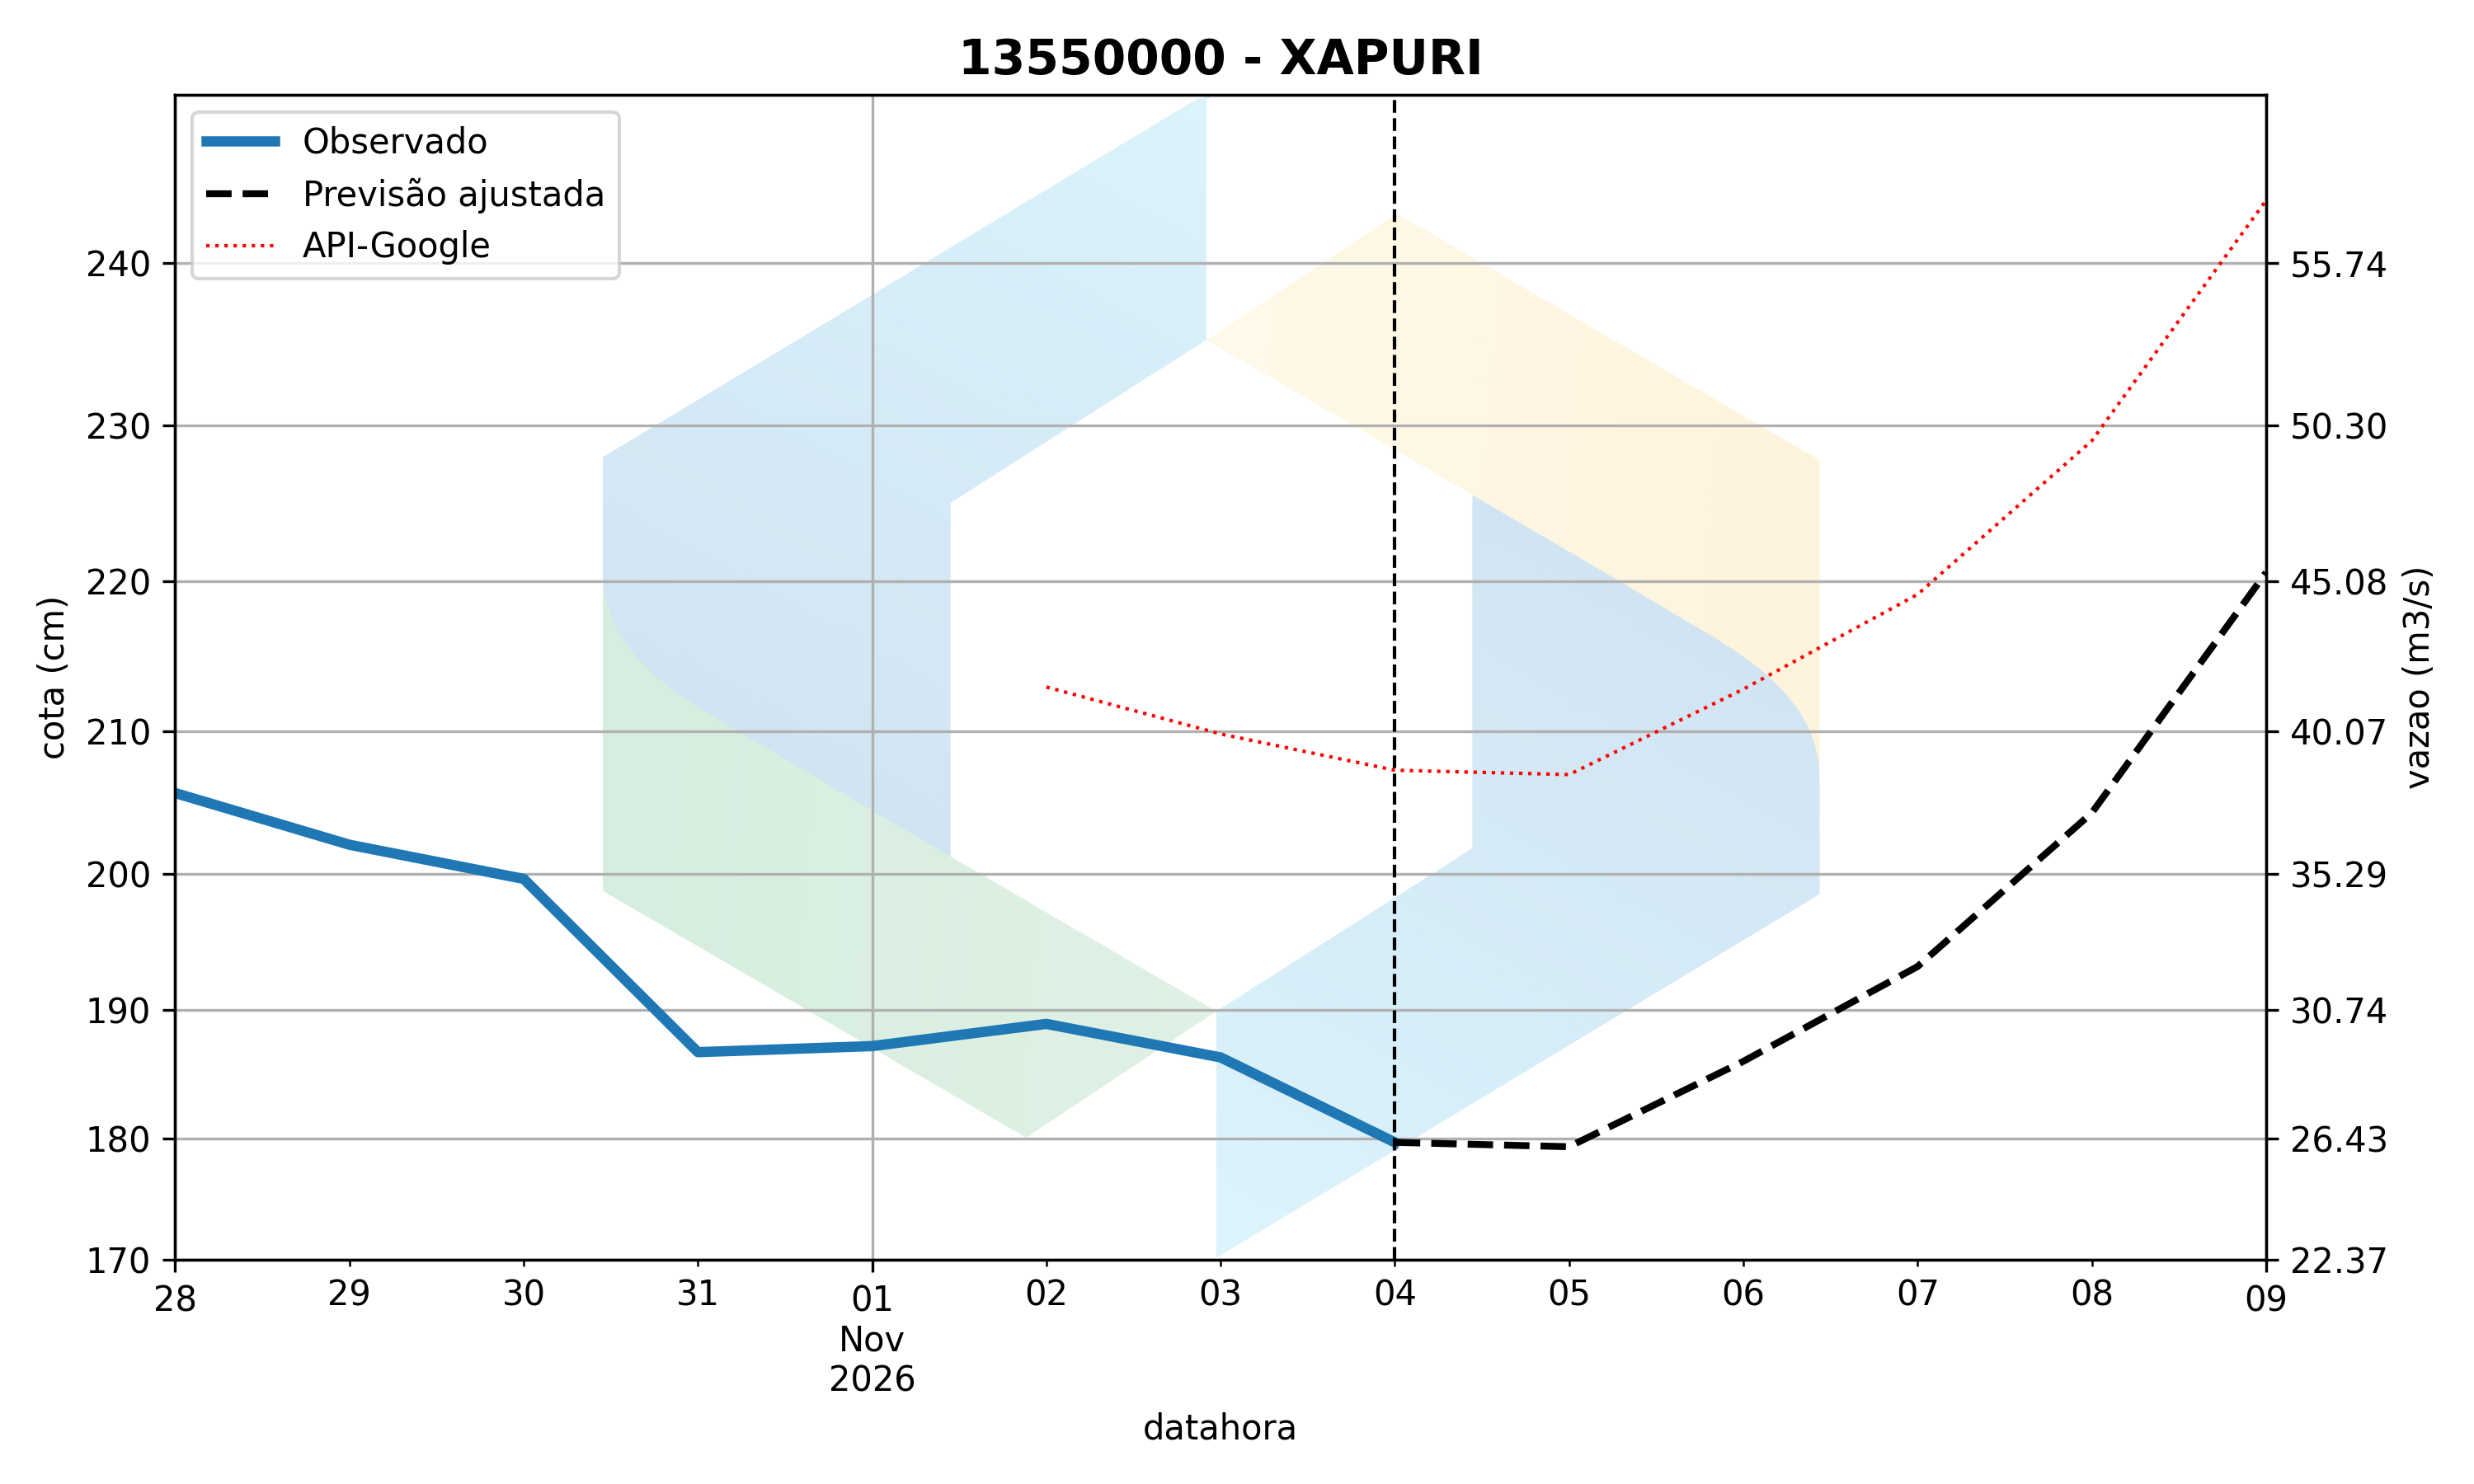 13550000 - XAPURI
Observado
Previsão ajustada
API-Google
240
230
220
210
200
190
180
170
cota (cm)
55.74
50.30
45.08
40.07
35.29
30.74
26.43
22.37
vazao (m3/s)
28 29 30 31 01 02 03 04 05 06 07 08 09
Nov
2026
datahora